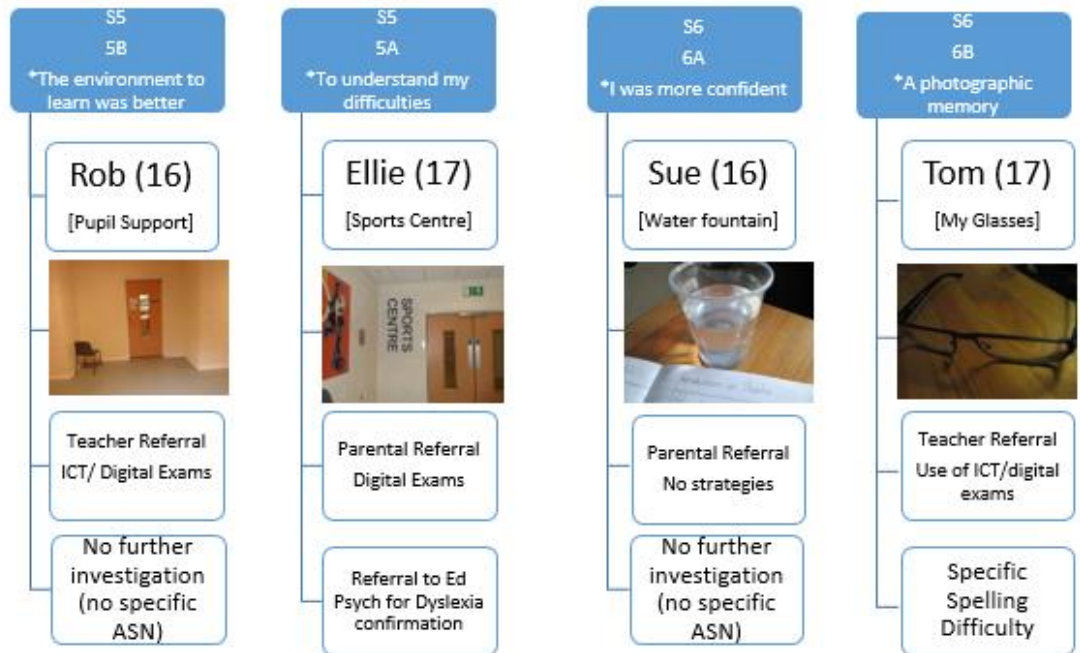 S5
5B
*The environment to
learn was better
Rob (16)
[Pupil Support]
Teacher Referral
ICT/ Digital Exams
No further
investigation
(no specific
ASN)
S5
5A
*To understand my
difficulties
Ellie (17)
[Sports Centre]
SPORTS
CENTRE
Parental Referral
Digital Exams
Referral to Ed
Psych for Dyslexia
confirmation
S6
6A
*I was more confident
Sue (16)
[Water fountain]
Parental Referral
No strategies
No further
investigation
(no specific
ASN)
S6
6B
*A photographic
memory
Tom (17)
[My Glasses]
Teacher Referral
Use of ICT/digital
exams
Specific
Spelling
Difficulty